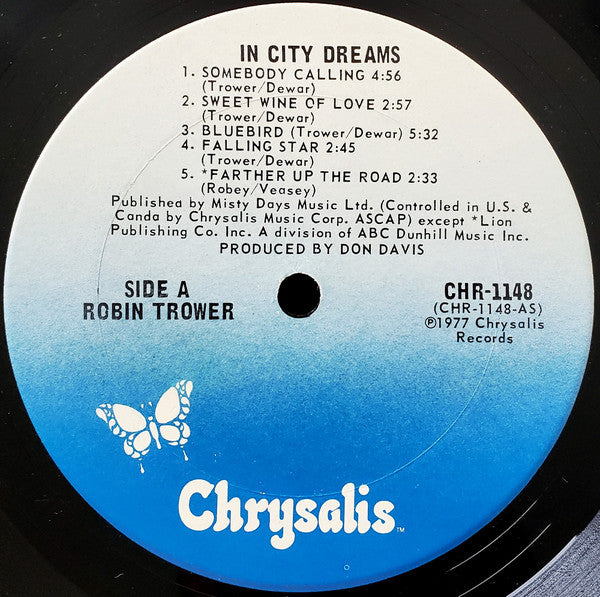 IN CITY DREAMS
1. SOMEBODY CALLING 4:56
(Trower/Dewar)
2. SWEET WINE OF LOVE 2:57
(Trower/Dewar)
3. BLUEBIRD (Trower/Dewar) 5:32
4. FALLING STAR 2:45
(Trower/Dewar)
5. *FARTHER UP THE ROAD 2:33
(Robey/Veasey)
Publishea by Misty Days Music Ltd. (Controlled in U.S. &
Canda by Chrysalis Music Corp. ASCAP) except *Lion
Publishing Co. Inc. A division of ABC Dunhill Music Inc.
PRODUCED BY DON DAVIS
SIDE A
ROBIN TROWER
CHR-1148
(CHR-1148-AS)
℗1977 Chrysalis
Records
Chrysalis™